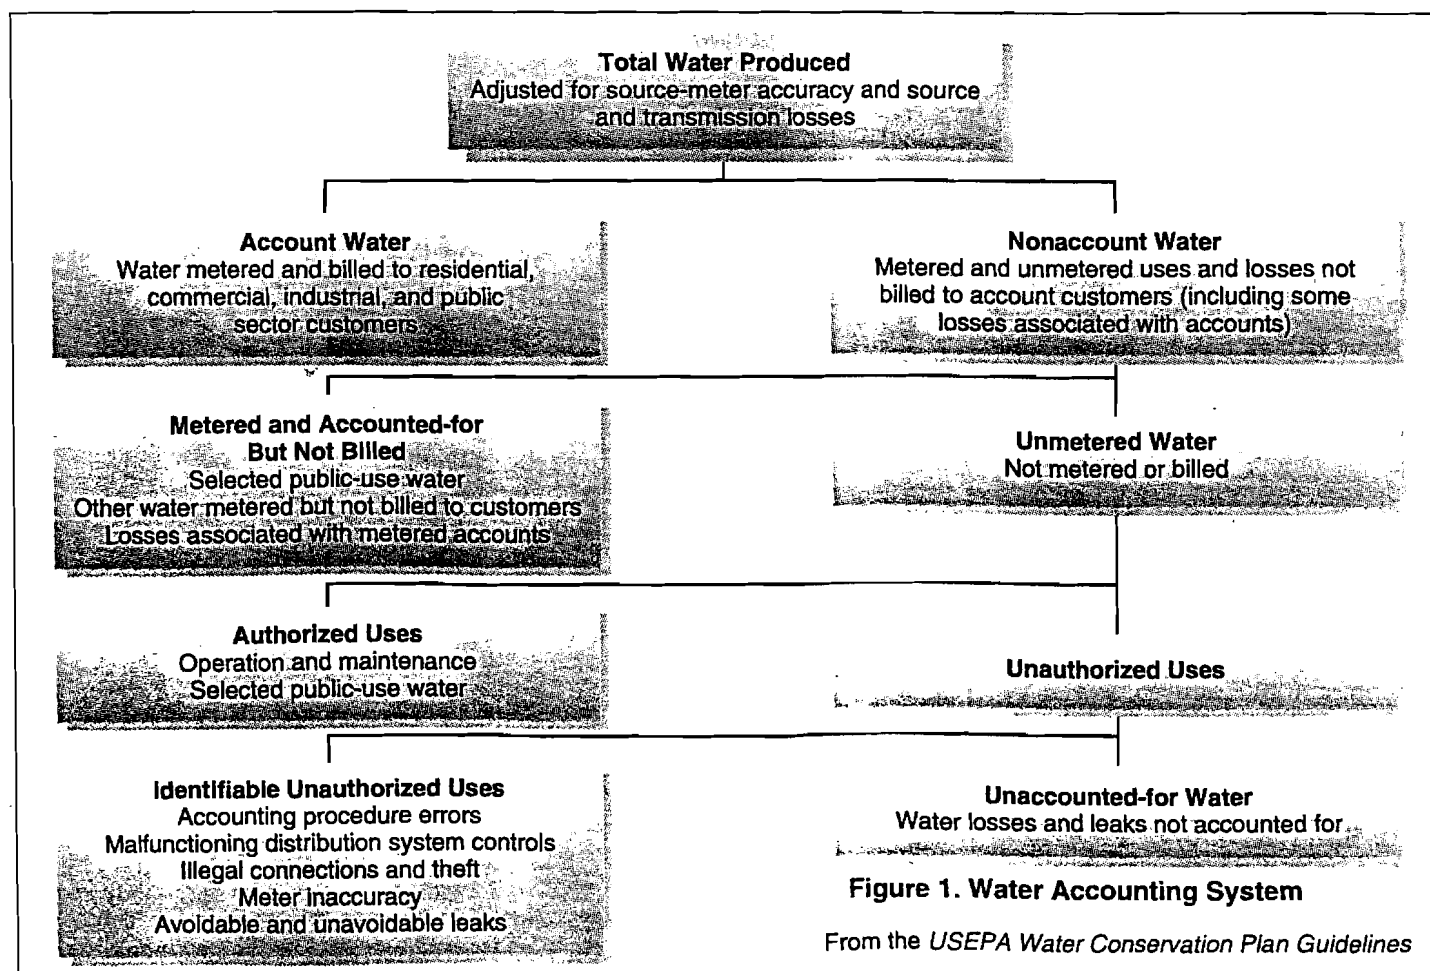 Total Water Produced
Adjusted for source-meter accuracy and source
and transmission losses
Account Water
Water metered and billed to residential,
commercial, industrial, and public
sector customers
Nonaccount Water
Metered and unmetered uses and losses not
billed to account customers (including some
losses associated with accounts)
Metered and Accounted-for
But Not Billed
Selected public-use water
Other water metered but not billed to customers
Losses associated with metered accounts
Unmetered Water
Not metered or billed
Authorized Uses
Operation and maintenance
Selected public-use water
Unauthorized Uses
Identifiable Unauthorized Uses
Accounting procedure errors
Malfunctioning distribution system controls
Illegal connections and theft
Meter inaccuracy
Avoidable and unavoidable leaks
Unaccounted-for Water
Water losses and leaks not accounted for
Figure 1. Water Accounting System
From the USEPA Water Conservation Plan Guidelines